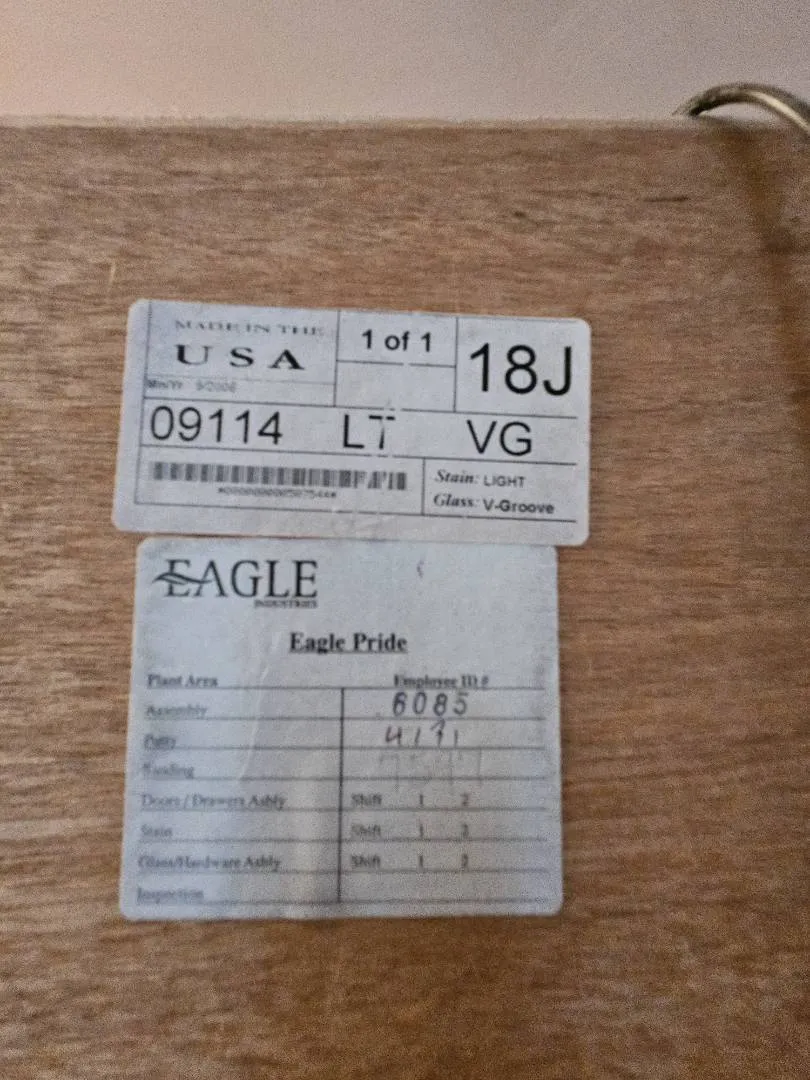 MADE IN THE
USA
1 of 1
18J
09114 LT VG
Stain: LIGHT
Glass: V-Groove
EAGLE
INDUSTRIES
Eagle Pride
Plant Area Employee ID #
Assembly 6085
Putty
Sanding
Doors / Drawers Asbly Shift 1 2
Stain Shift 1 2
Glass/Hardware Asbly Shift 1 2
Inspection